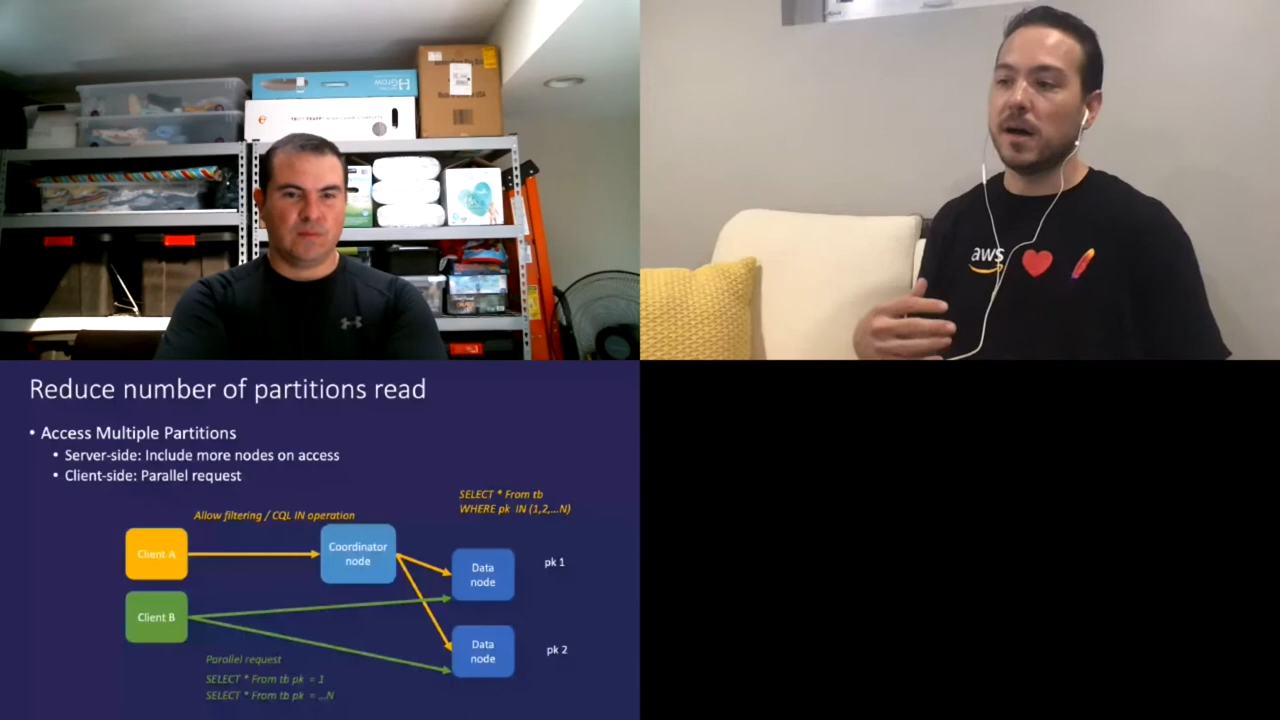 aws
Reduce number of partitions read
• Access Multiple Partitions
• Server-side: Include more nodes on access
• Client-side: Parallel request
SELECT * From tb
WHERE pk IN (1,2,...N)
Allow filtering / CQL IN operation
Client A
Coordinator
node
Data
node
pk 1
Client B
Data
node
pk 2
Parallel request
SELECT * From tb pk = 1
SELECT * From tb pk = ...N